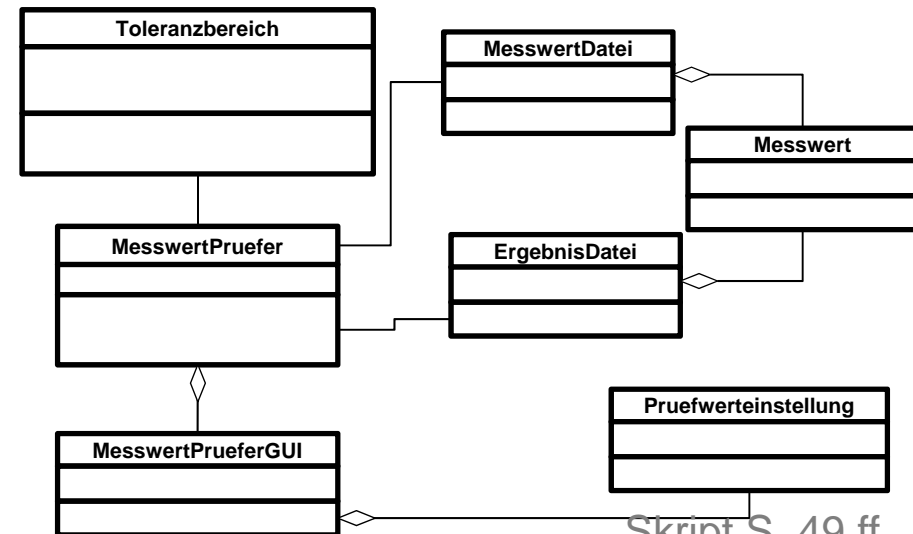 Toleranzbereich
MesswertDatei
Messwert
MesswertPruefer
ErgebnisDatei
Pruefwerteinstellung
MesswertPrueferGUI
Skript S. 49 ff